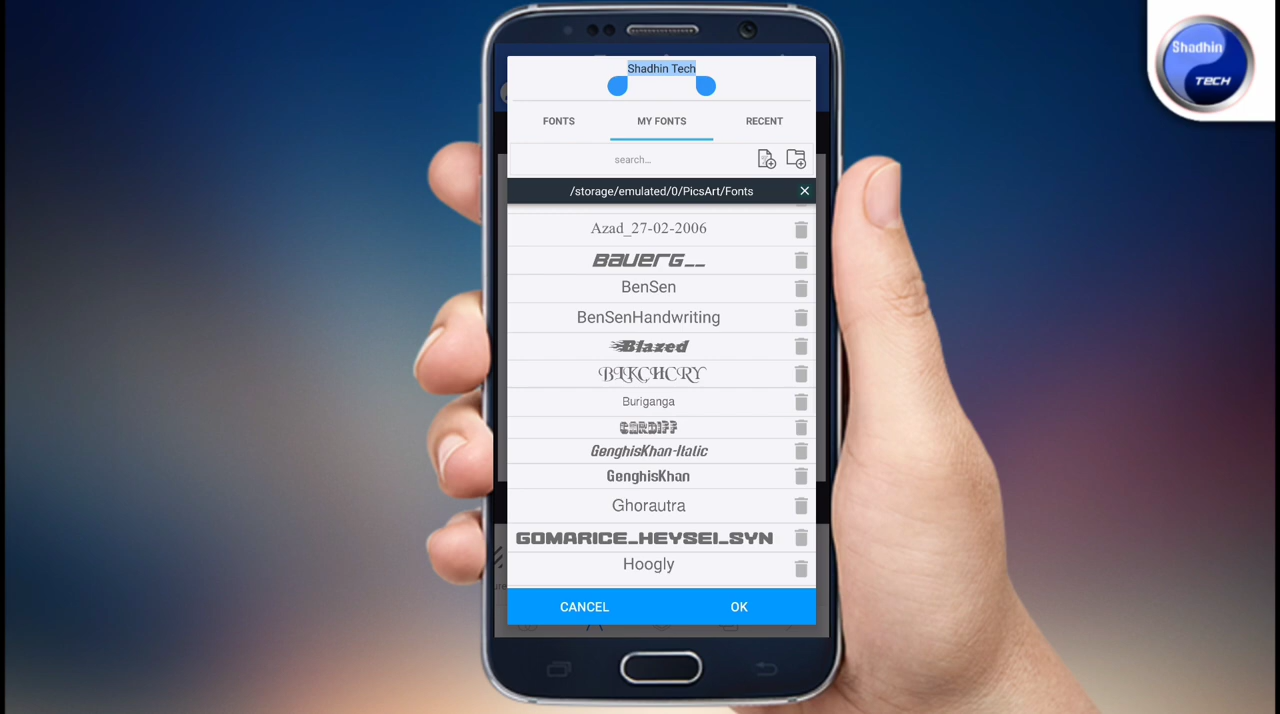 Shadhin Tech
FONTS MY FONTS RECENT
search...
/storage/emulated/0/PicsArt/Fonts
Azad_27-02-2006
Bauerg__
BenSen
BenSenHandwriting
Blazed
BLKCHCRY
Buriganga
CARDIFF
GenghisKhan-Italic
GenghisKhan
Ghorautra
GOMARICE_HEYSEI_SYN
Hoogly
CANCEL OK
Shadhin
TECH